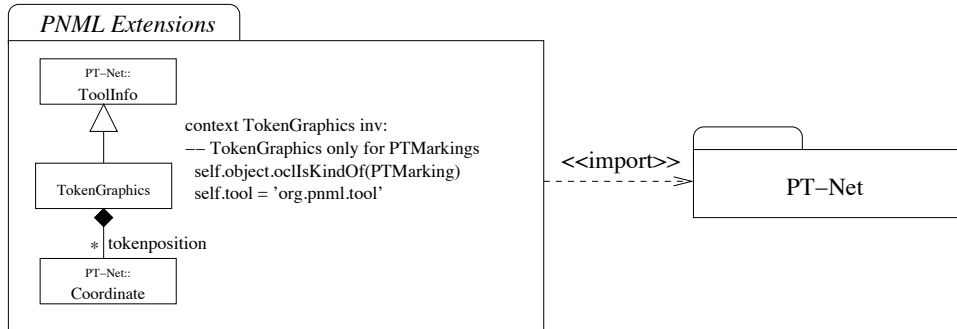 PNML Extensions
PT−Net::
ToolInfo
context TokenGraphics inv:
−− TokenGraphics only for PTMarkings
self.object.oclIsKindOf(PTMarking)
self.tool = ’org.pnml.tool’
TokenGraphics
* tokenposition
PT−Net::
Coordinate
<<import>>
PT−Net